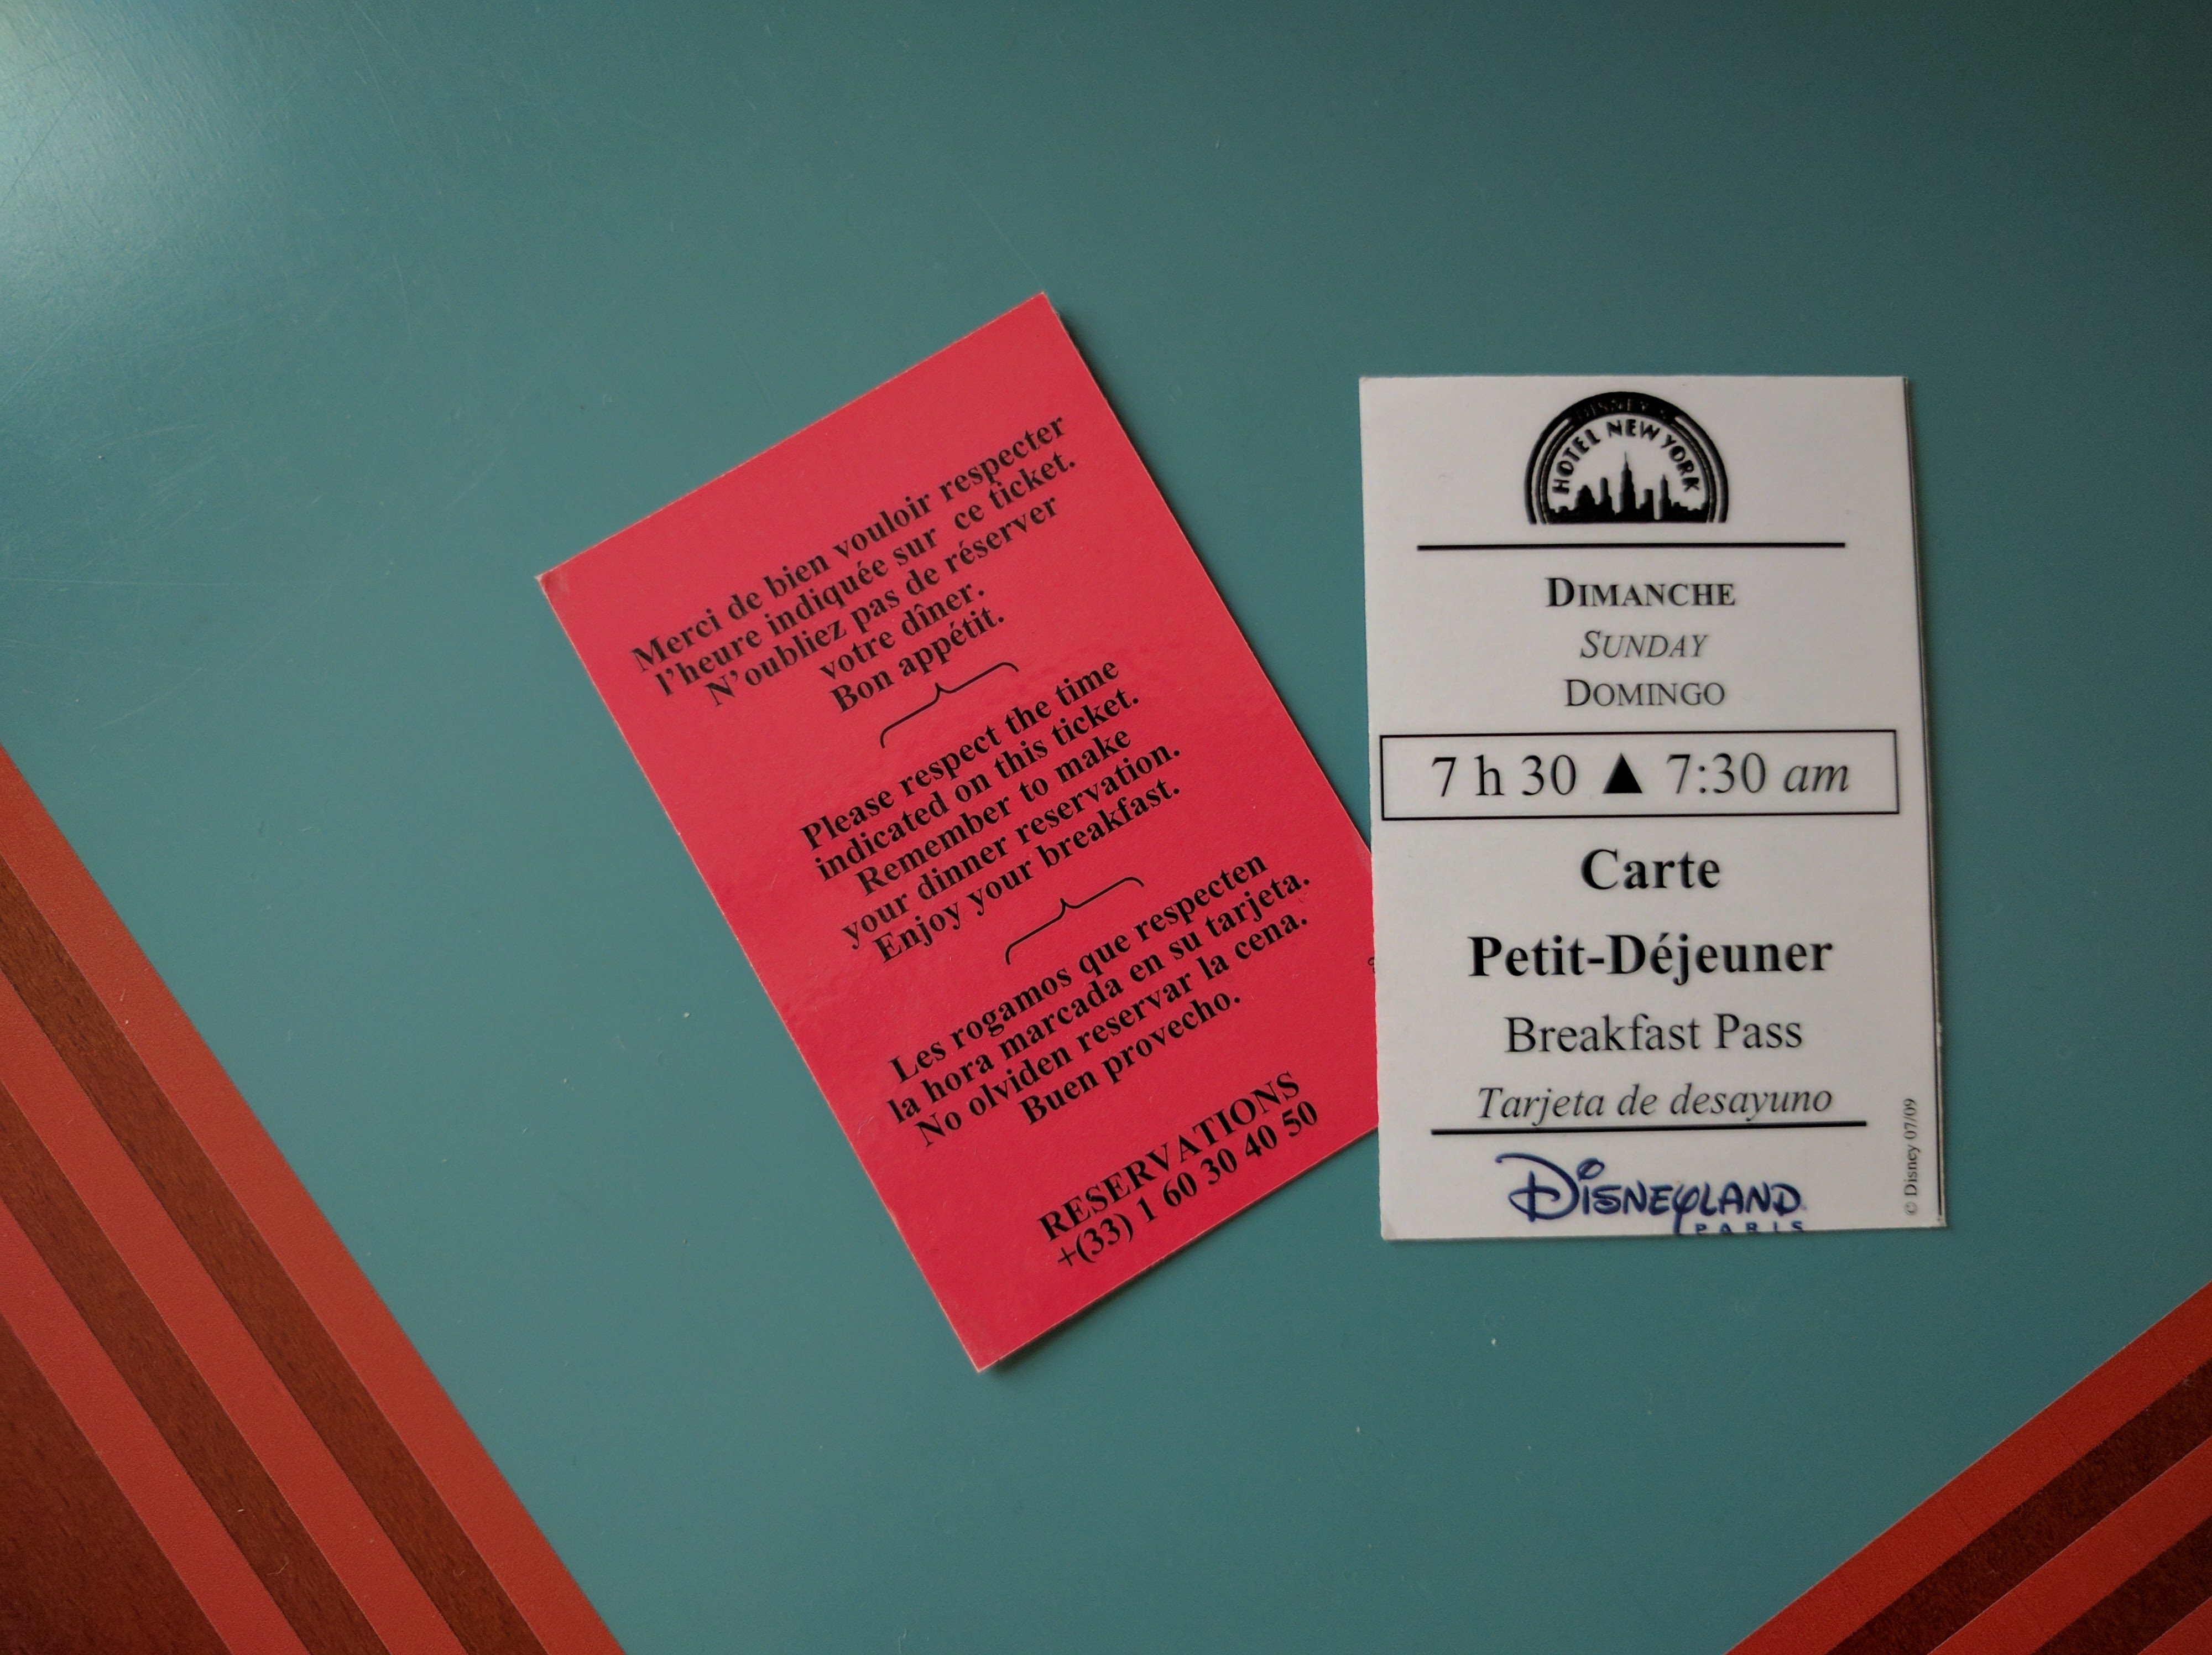 Merci de bien vouloir respecter
l'heure indiquée sur ce ticket.
N'oubliez pas de réserver
votre dîner.
Bon appétit.
Please respect the time
indicated on this ticket.
Remember to make
your dinner reservation.
Enjoy your breakfast.
Les rogamos que respecten
la hora marcada en su tarjeta.
No olviden reservar la cena.
Buen provecho.
RESERVATIONS
+(33) 1 60 30 40 50
DISNEY'S
HOTEL NEW YORK
DIMANCHE
SUNDAY
DOMINGO
7 h 30 ▲ 7:30 am
Carte
Petit-Déjeuner
Breakfast Pass
Tarjeta de desayuno
DISNEYLAND
PARIS
© Disney 07/09